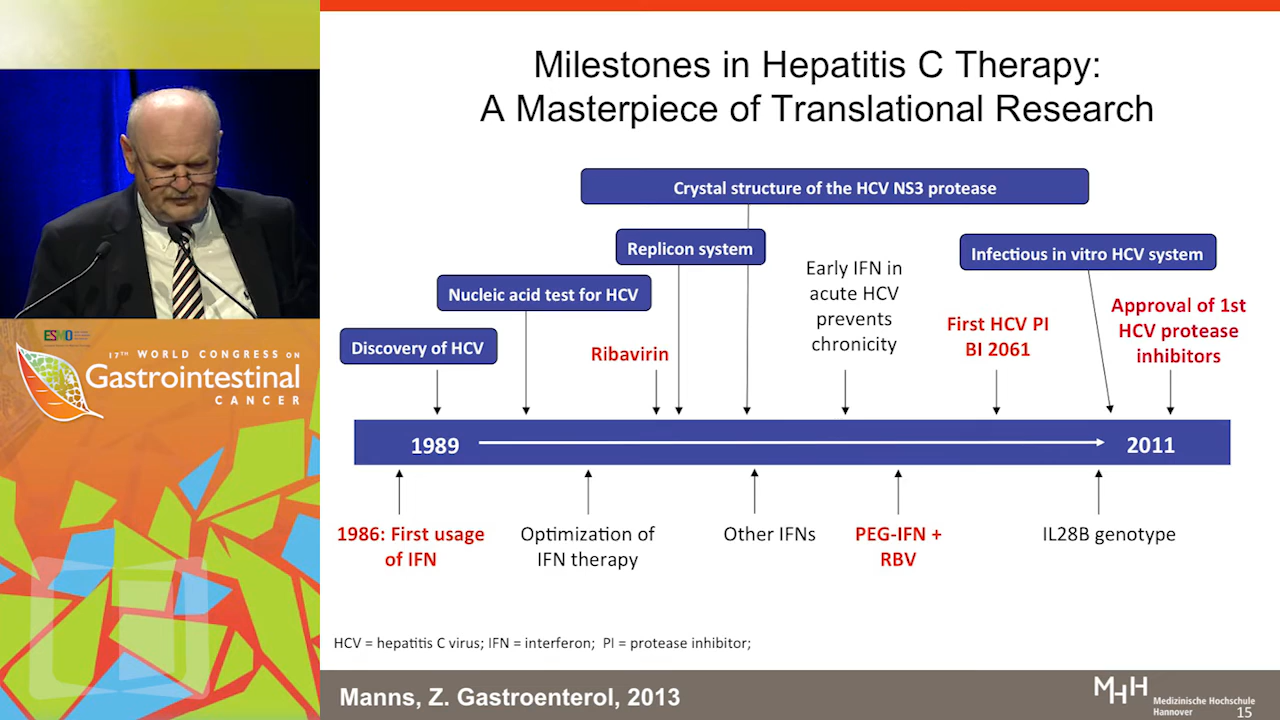 Milestones in Hepatitis C Therapy:
A Masterpiece of Translational Research
Crystal structure of the HCV NS3 protease
Replicon system
Infectious in vitro HCV system
Nucleic acid test for HCV
Early IFN in
acute HCV
prevents
chronicity
Discovery of HCV
Ribavirin
First HCV PI
BI 2061
Approval of 1st
HCV protease
inhibitors
1989
2011
1986: First usage
of IFN
Optimization of
IFN therapy
Other IFNs
PEG-IFN +
RBV
IL28B genotype
HCV = hepatitis C virus; IFN = interferon; PI = protease inhibitor;
Manns, Z. Gastroenterol, 2013
MHH
Medizinische Hochschule
Hannover
15
ESMO
17TH WORLD CONGRESS ON
Gastrointestinal
CANCER